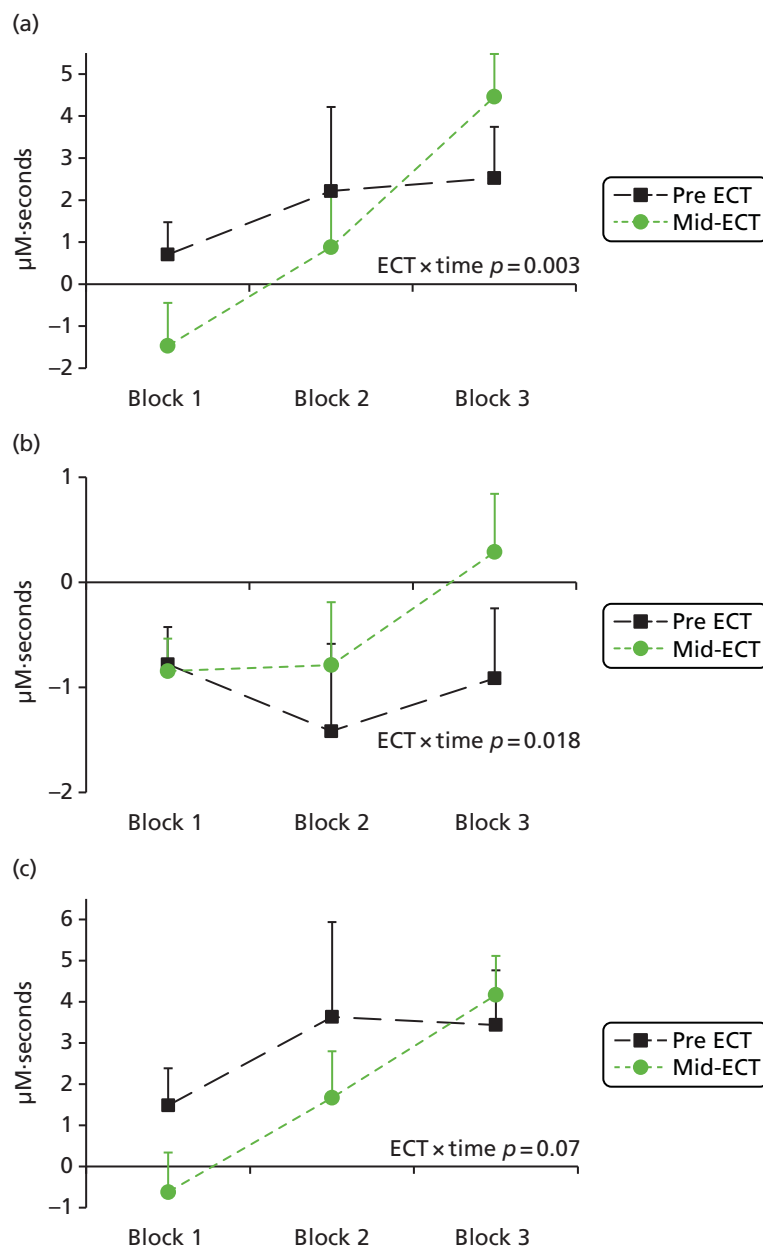 (a)
5
4
3
2
1
0
–1
–2
µM·seconds
ECT × time p = 0.003
Block 1 Block 2 Block 3
Pre ECT
Mid-ECT
(b)
1
0
–1
–2
µM·seconds
ECT × time p = 0.018
Block 1 Block 2 Block 3
Pre ECT
Mid-ECT
(c)
6
5
4
3
2
1
0
–1
µM·seconds
ECT × time p = 0.07
Block 1 Block 2 Block 3
Pre ECT
Mid-ECT